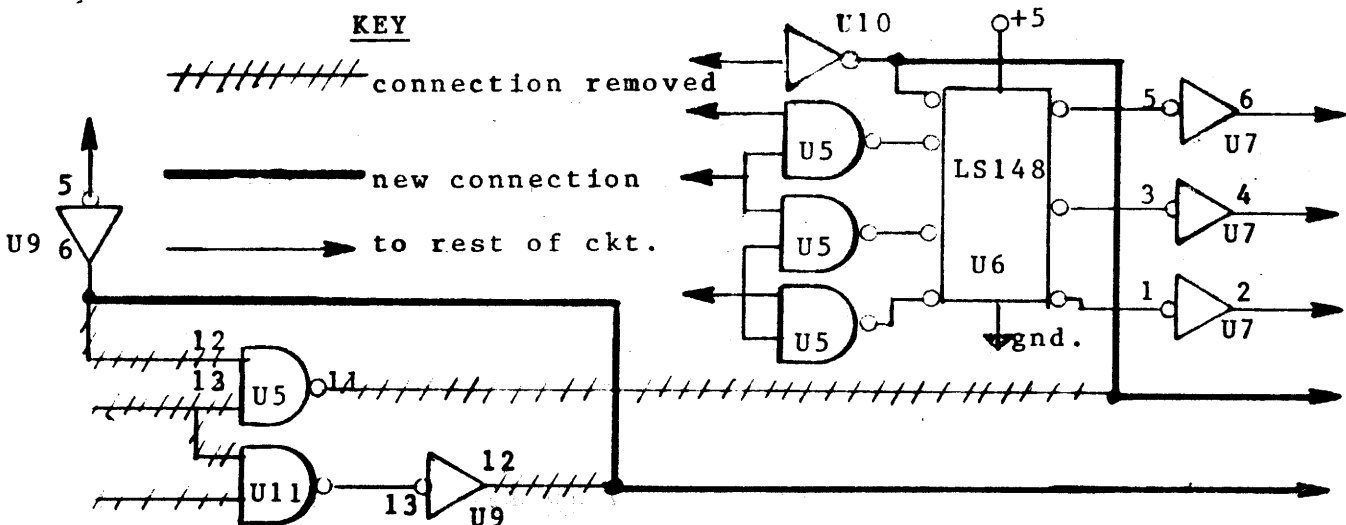 KEY
connection removed
new connection
to rest of ckt.
U10
+5
5
6
U7
U5
LS148
3
4
U7
U5
U6
1
2
U7
U5
gnd.
5
U9
6
12
13
U5
11
U11
13
12
U9